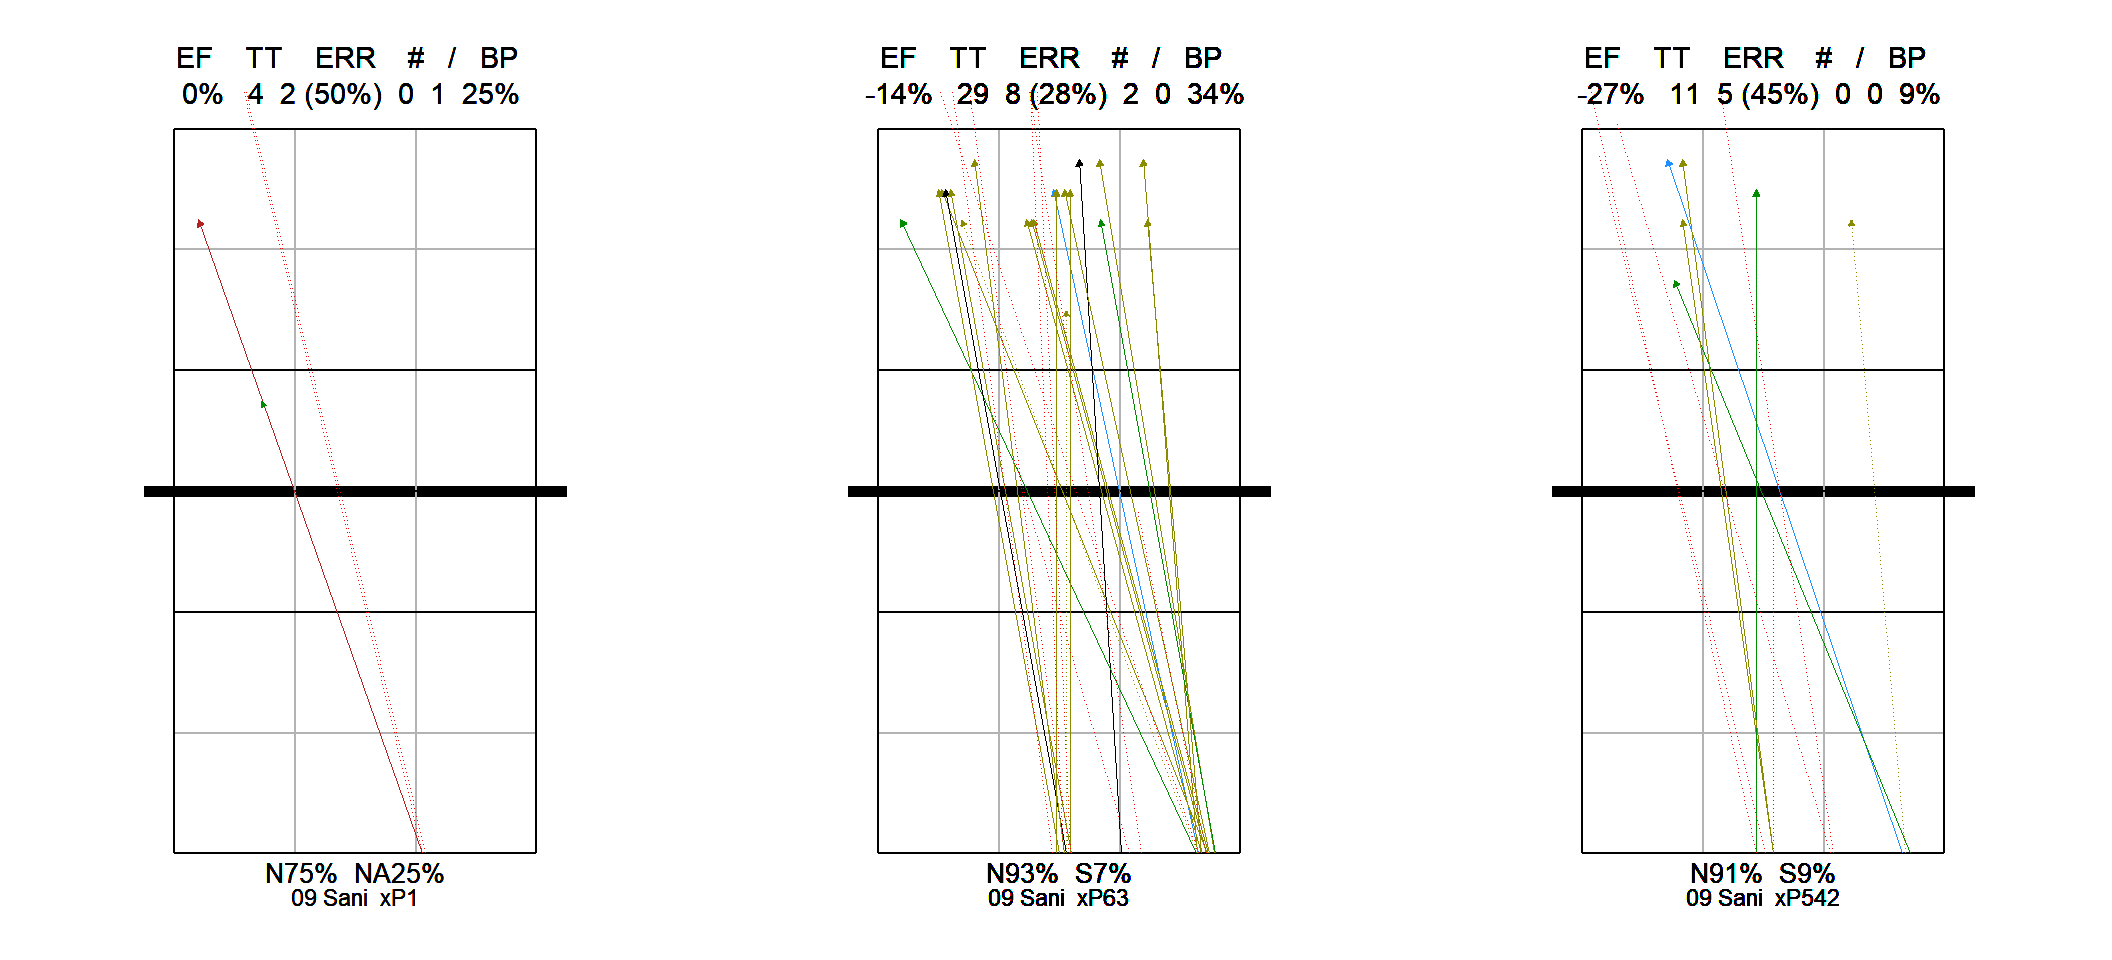 EF TT ERR # / BP
0% 4 2 (50%) 0 1 25%
N75% NA25%
09 Sani xP1
EF TT ERR # / BP
-14% 29 8 (28%) 2 0 34%
N93% S7%
09 Sani xP63
EF TT ERR # / BP
-27% 11 5 (45%) 0 0 9%
N91% S9%
09 Sani xP542